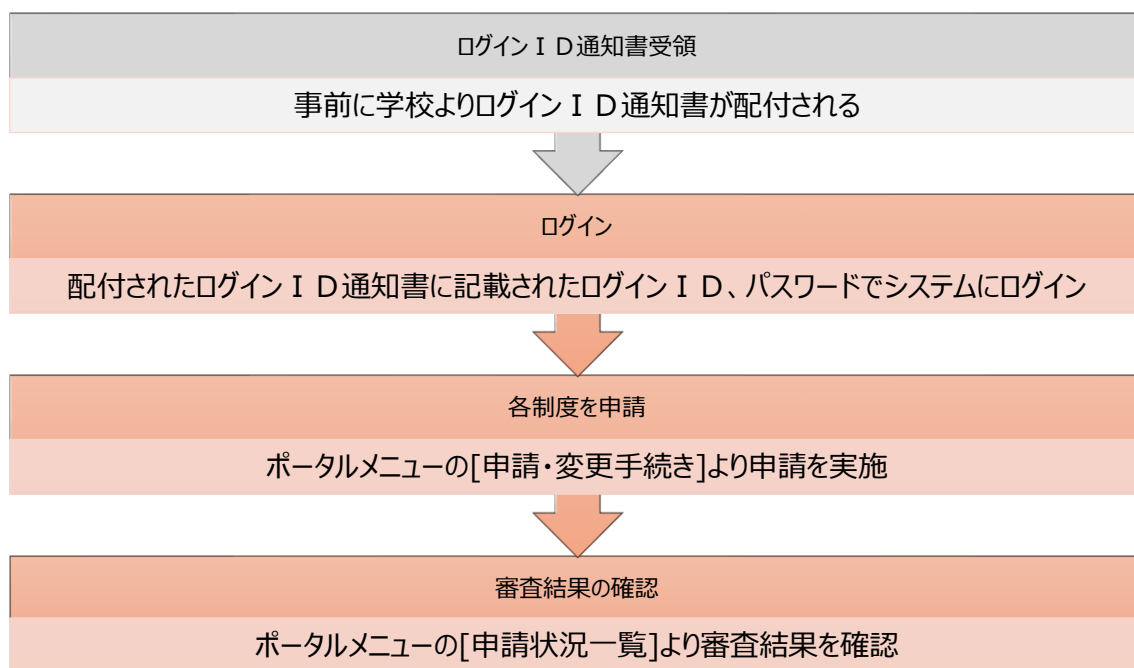 ログインＩＤ通知書受領
事前に学校よりログインＩＤ通知書が配付される
ログイン
配付されたログインＩＤ通知書に記載されたログインＩＤ、パスワードでシステムにログイン
各制度を申請
ポータルメニューの[申請・変更手続き]より申請を実施
審査結果の確認
ポータルメニューの[申請状況一覧]より審査結果を確認